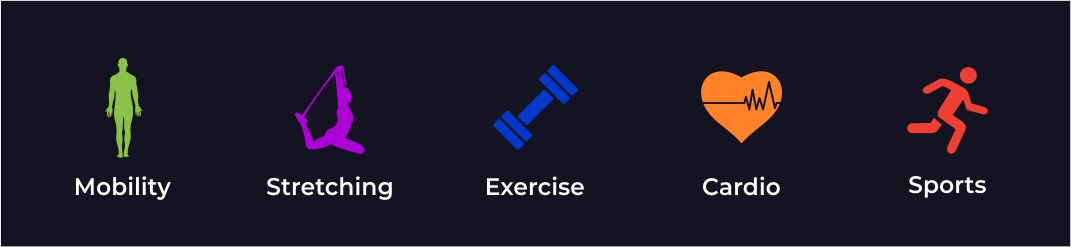 Mobility
Stretching
Exercise
Cardio
Sports